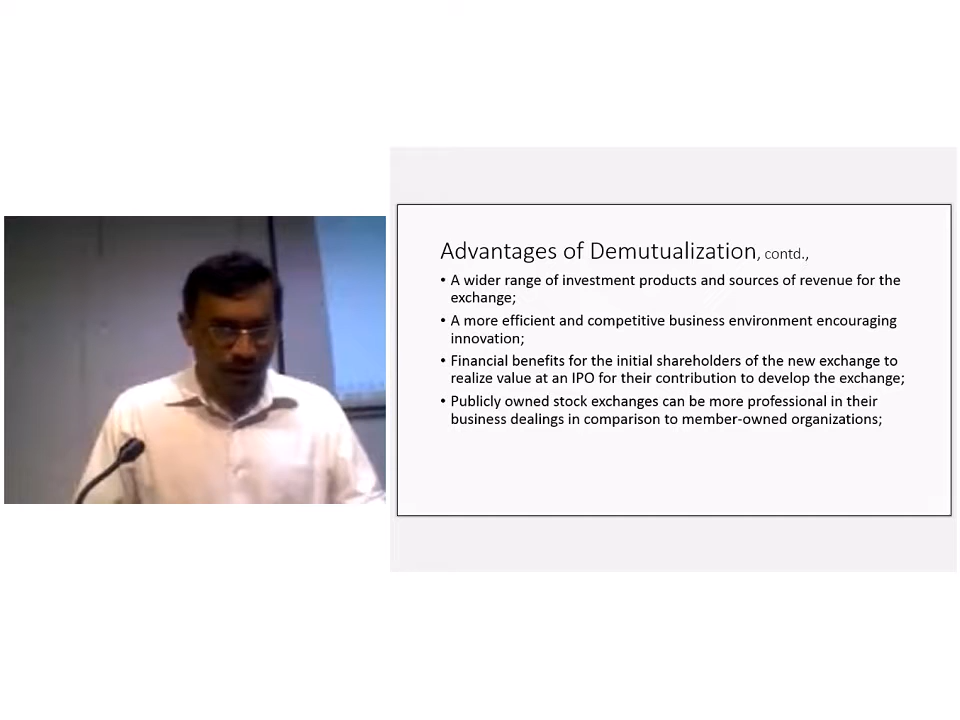 Advantages of Demutualization, contd.,
• A wider range of investment products and sources of revenue for the
exchange;
• A more efficient and competitive business environment encouraging
innovation;
• Financial benefits for the initial shareholders of the new exchange to
realize value at an IPO for their contribution to develop the exchange;
• Publicly owned stock exchanges can be more professional in their
business dealings in comparison to member-owned organizations;